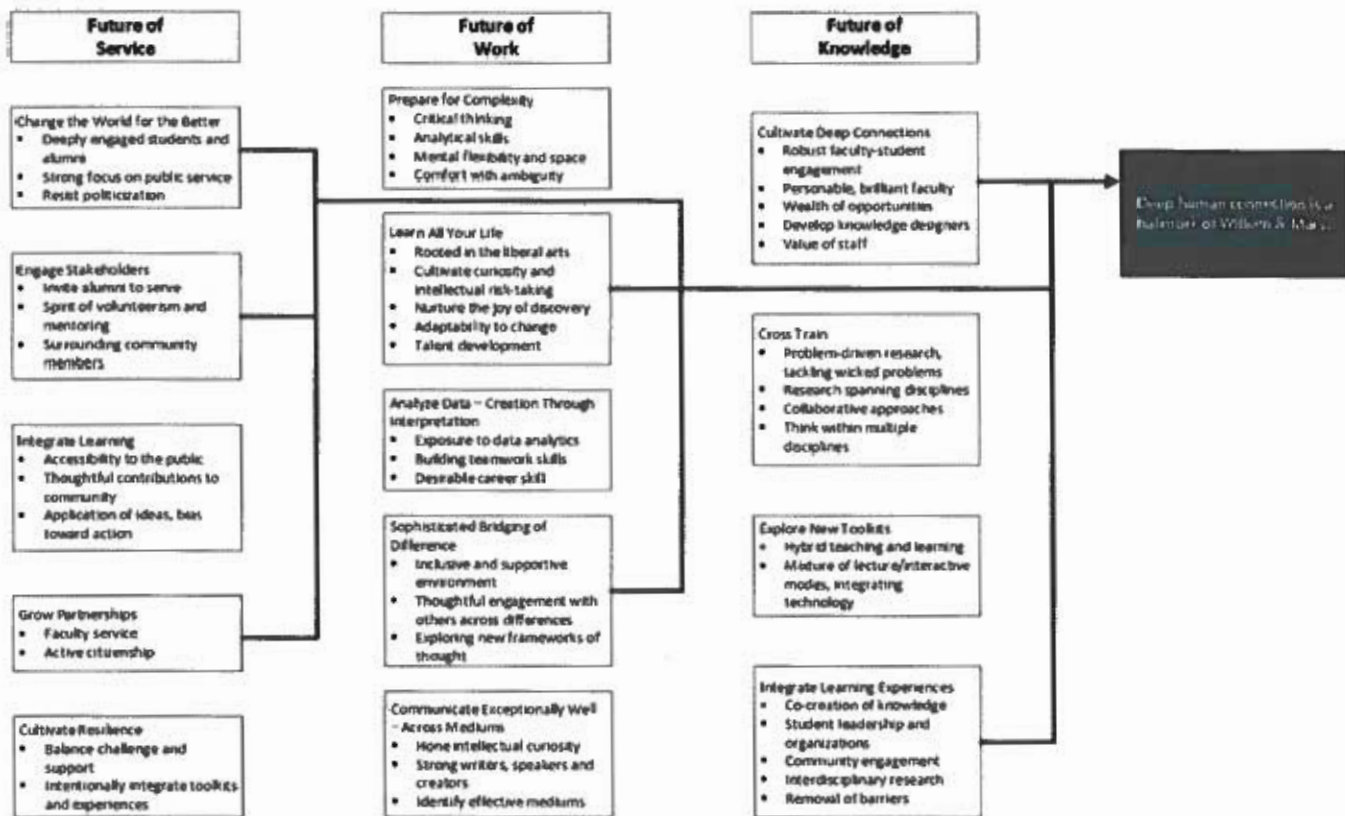 Future of
Service
Change the World for the Better
• Deeply engaged students and
alumni
• Strong focus on public service
• Resist politicization
Engage Stakeholders
• Invite alumni to serve
• Spirit of volunteerism and
mentoring
• Surrounding community
members
Integrate Learning
• Accessibility to the public
• Thoughtful contributions to
community
• Application of ideas, bias
toward action
Grow Partnerships
• Faculty service
• Active citizenship
Cultivate Resilience
• Balance challenge and
support
• Intentionally integrate toolkits
and experiences
Future of
Work
Prepare for Complexity
• Critical thinking
• Analytical skills
• Mental flexibility and space
• Comfort with ambiguity
Learn All Your Life
• Rooted in the liberal arts
• Cultivate curiosity and
intellectual risk-taking
• Nurture the joy of discovery
• Adaptability to change
• Talent development
Analyze Data – Creation Through
Interpretation
• Exposure to data analytics
• Building teamwork skills
• Desirable career skill
Sophisticated Bridging of
Difference
• Inclusive and supportive
environment
• Thoughtful engagement with
others across differences
• Exploring new frameworks of
thought
Communicate Exceptionally Well
– Across Mediums
• Hone intellectual curiosity
• Strong writers, speakers and
creators
• Identify effective mediums
Future of
Knowledge
Cultivate Deep Connections
• Robust faculty-student
engagement
• Personable, brilliant faculty
• Wealth of opportunities
• Develop knowledge designers
• Value of staff
Cross Train
• Problem-driven research,
tackling wicked problems
• Research spanning disciplines
• Collaborative approaches
• Think within multiple
disciplines
Explore New Toolkits
• Hybrid teaching and learning
• Mixture of lecture/interactive
modes, integrating
technology
Integrate Learning Experiences
• Co-creation of knowledge
• Student leadership and
organizations
• Community engagement
• Interdisciplinary research
• Removal of barriers
Deep human connection is a
hallmark of William & Mary.